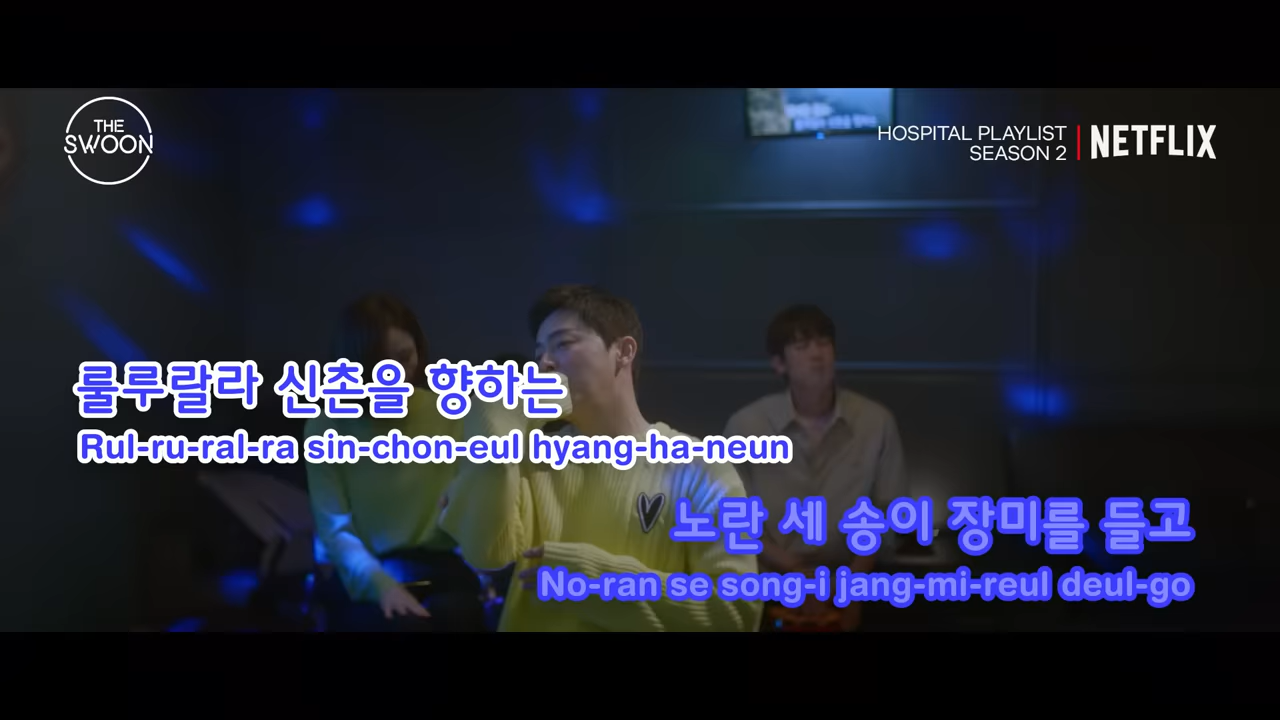 THE
SWOON
HOSPITAL PLAYLIST
SEASON 2
NETFLIX
룰루랄라 신촌을 향하는
Rul-ru-ral-ra sin-chon-eul hyang-ha-neun
노란 세 송이 장미를 들고
No-ran se song-i jang-mi-reul deul-go